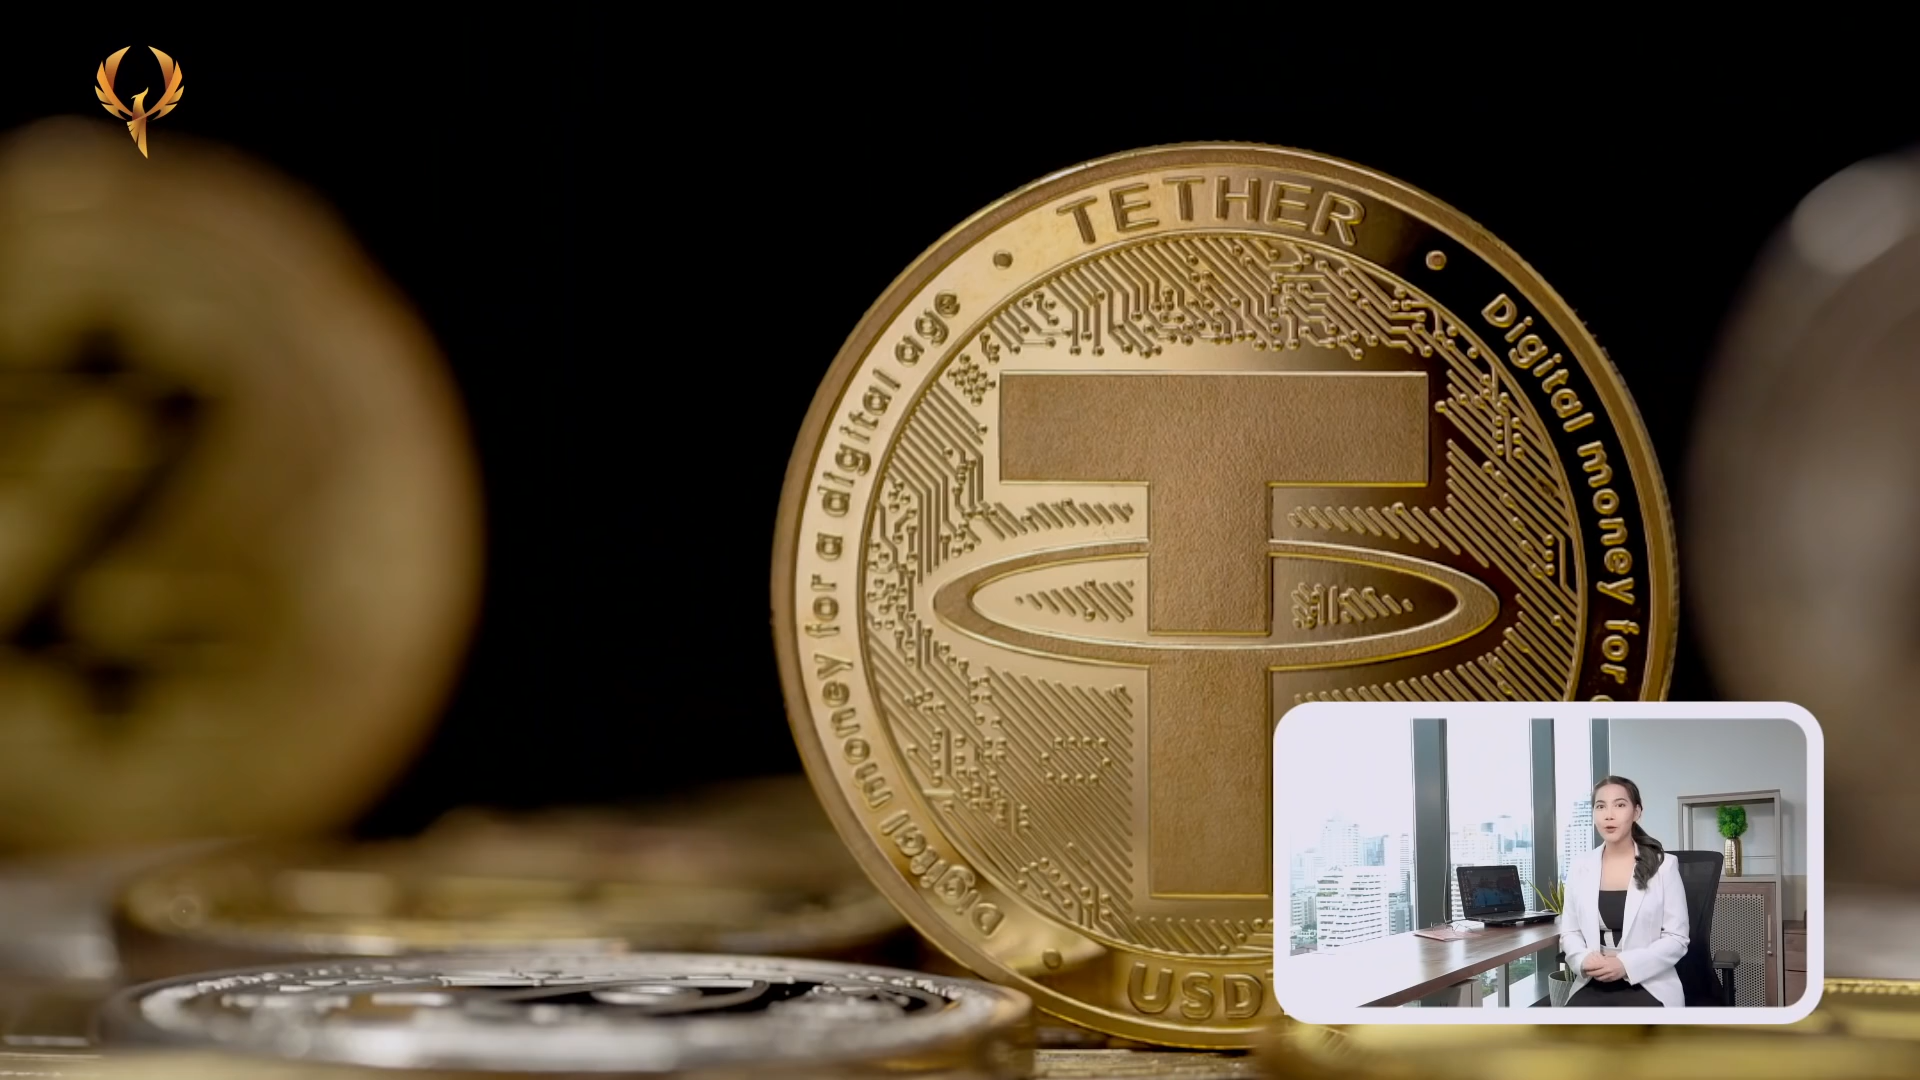 TETHER
Digital money for a digital age
Digital money for
USD